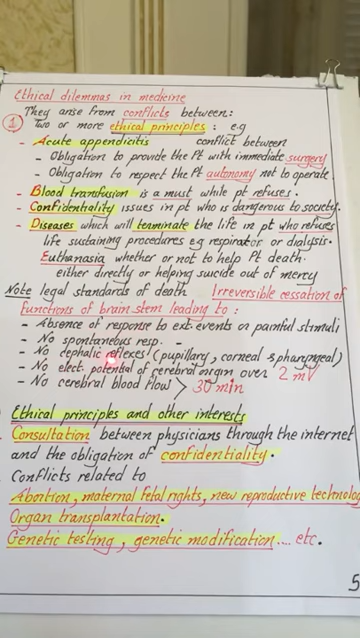 Ethical dilemmas in medicine
They arise from conflicts between:
① Two or more ethical principles: e.g
- Acute appendicitis conflict between
- Obligation to provide the Pt with immediate surgery
- Obligation to respect the Pt autonomy not to operate.
- Blood transfusion is a must while pt refuses.
- Confidentiality issues in pt who is dangerous to society.
- Diseases which will terminate the life in pt who refuses
life sustaining procedures e.g respirator or dialysis.
Euthanasia whether or not to help Pt death
either directly or helping suicide out of mercy
Note legal standards of death Irreversible cessation of
functions of brain stem leading to:
- Absence of response to ext. events or painful stimuli
- No spontaneous resp. -
- No cephalic reflexes (pupillary, corneal & pharyngeal)
- No elect. potential of cerebral origin over 2 mV
- No cerebral blood flow > 30 min
Ethical principles and other interests
Consultation between physicians through the internet
and the obligation of confidentiality.
Conflicts related to
Abortion, maternal fetal rights, new reproductive technolog
Organ transplantation.
Genetic testing, genetic modification.... etc.
5